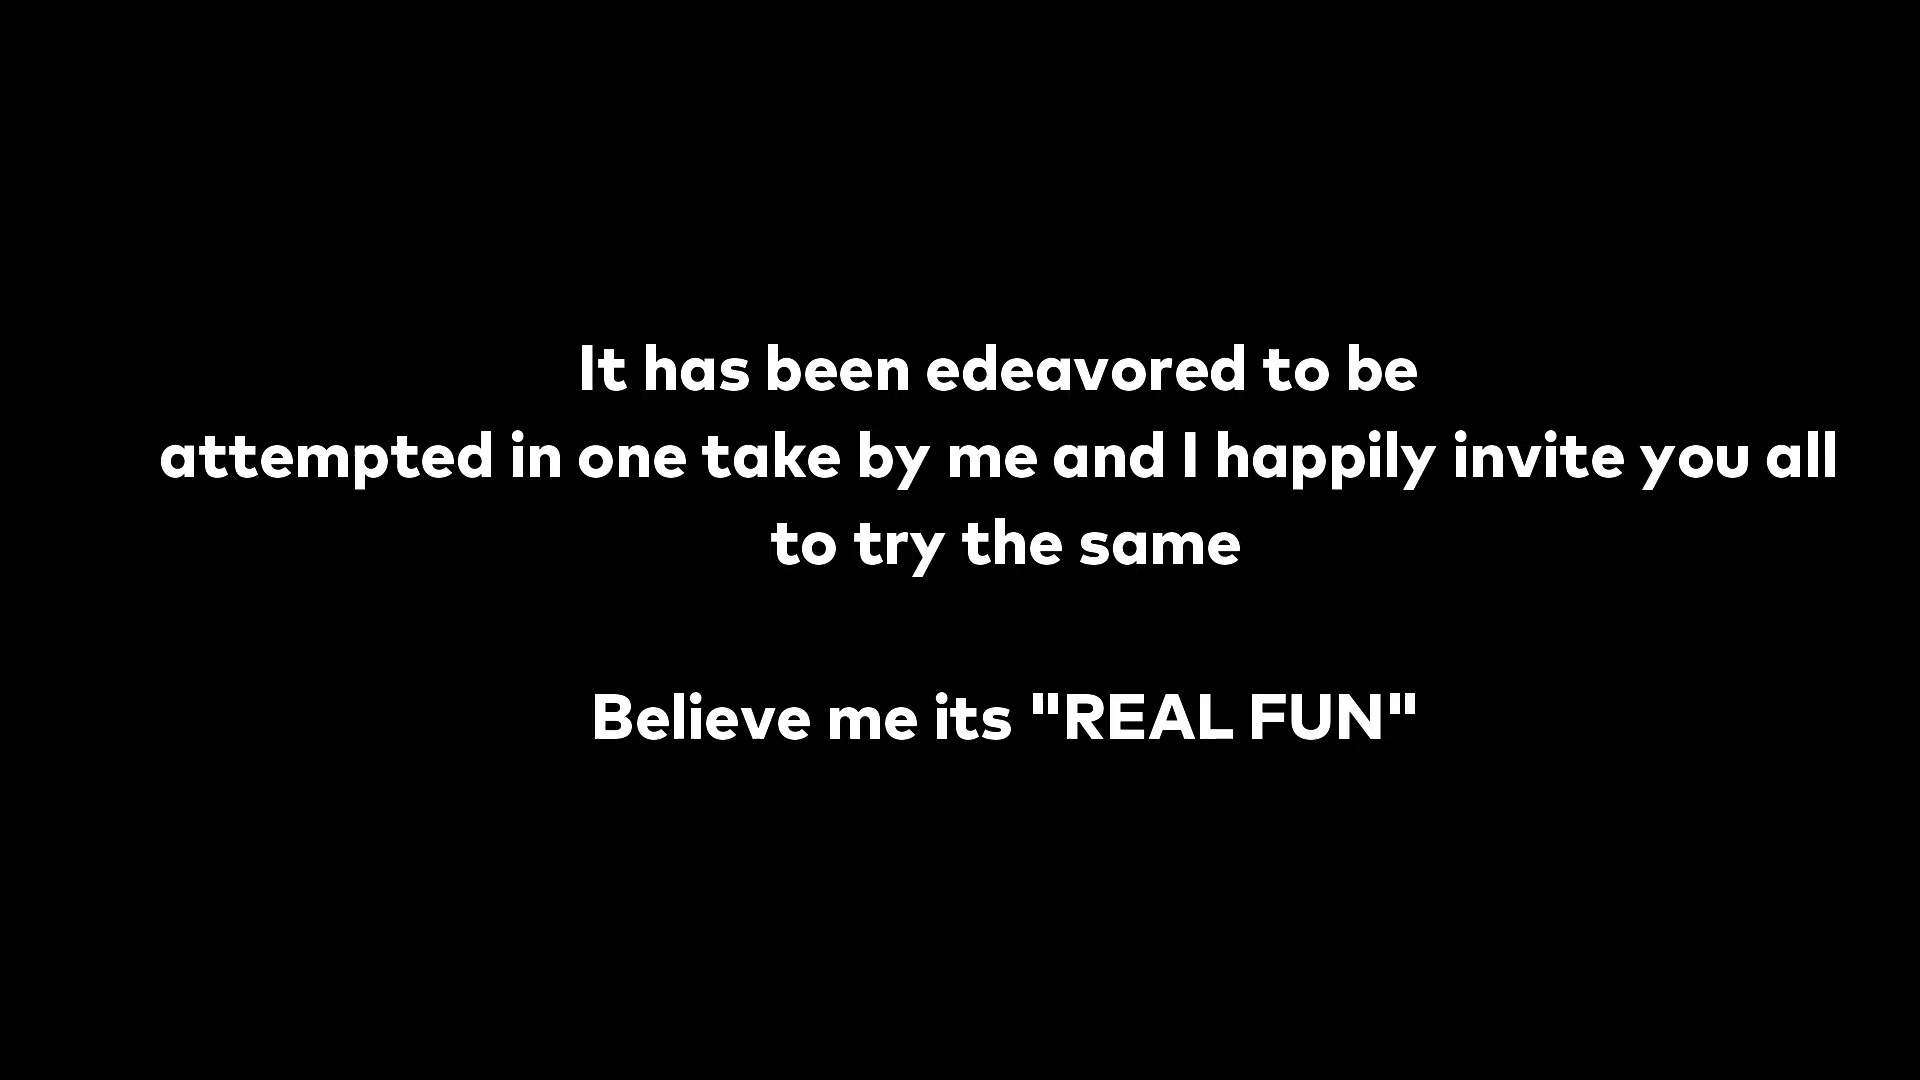 It has been edeavored to be
attempted in one take by me and I happily invite you all
to try the same
Believe me its "REAL FUN"